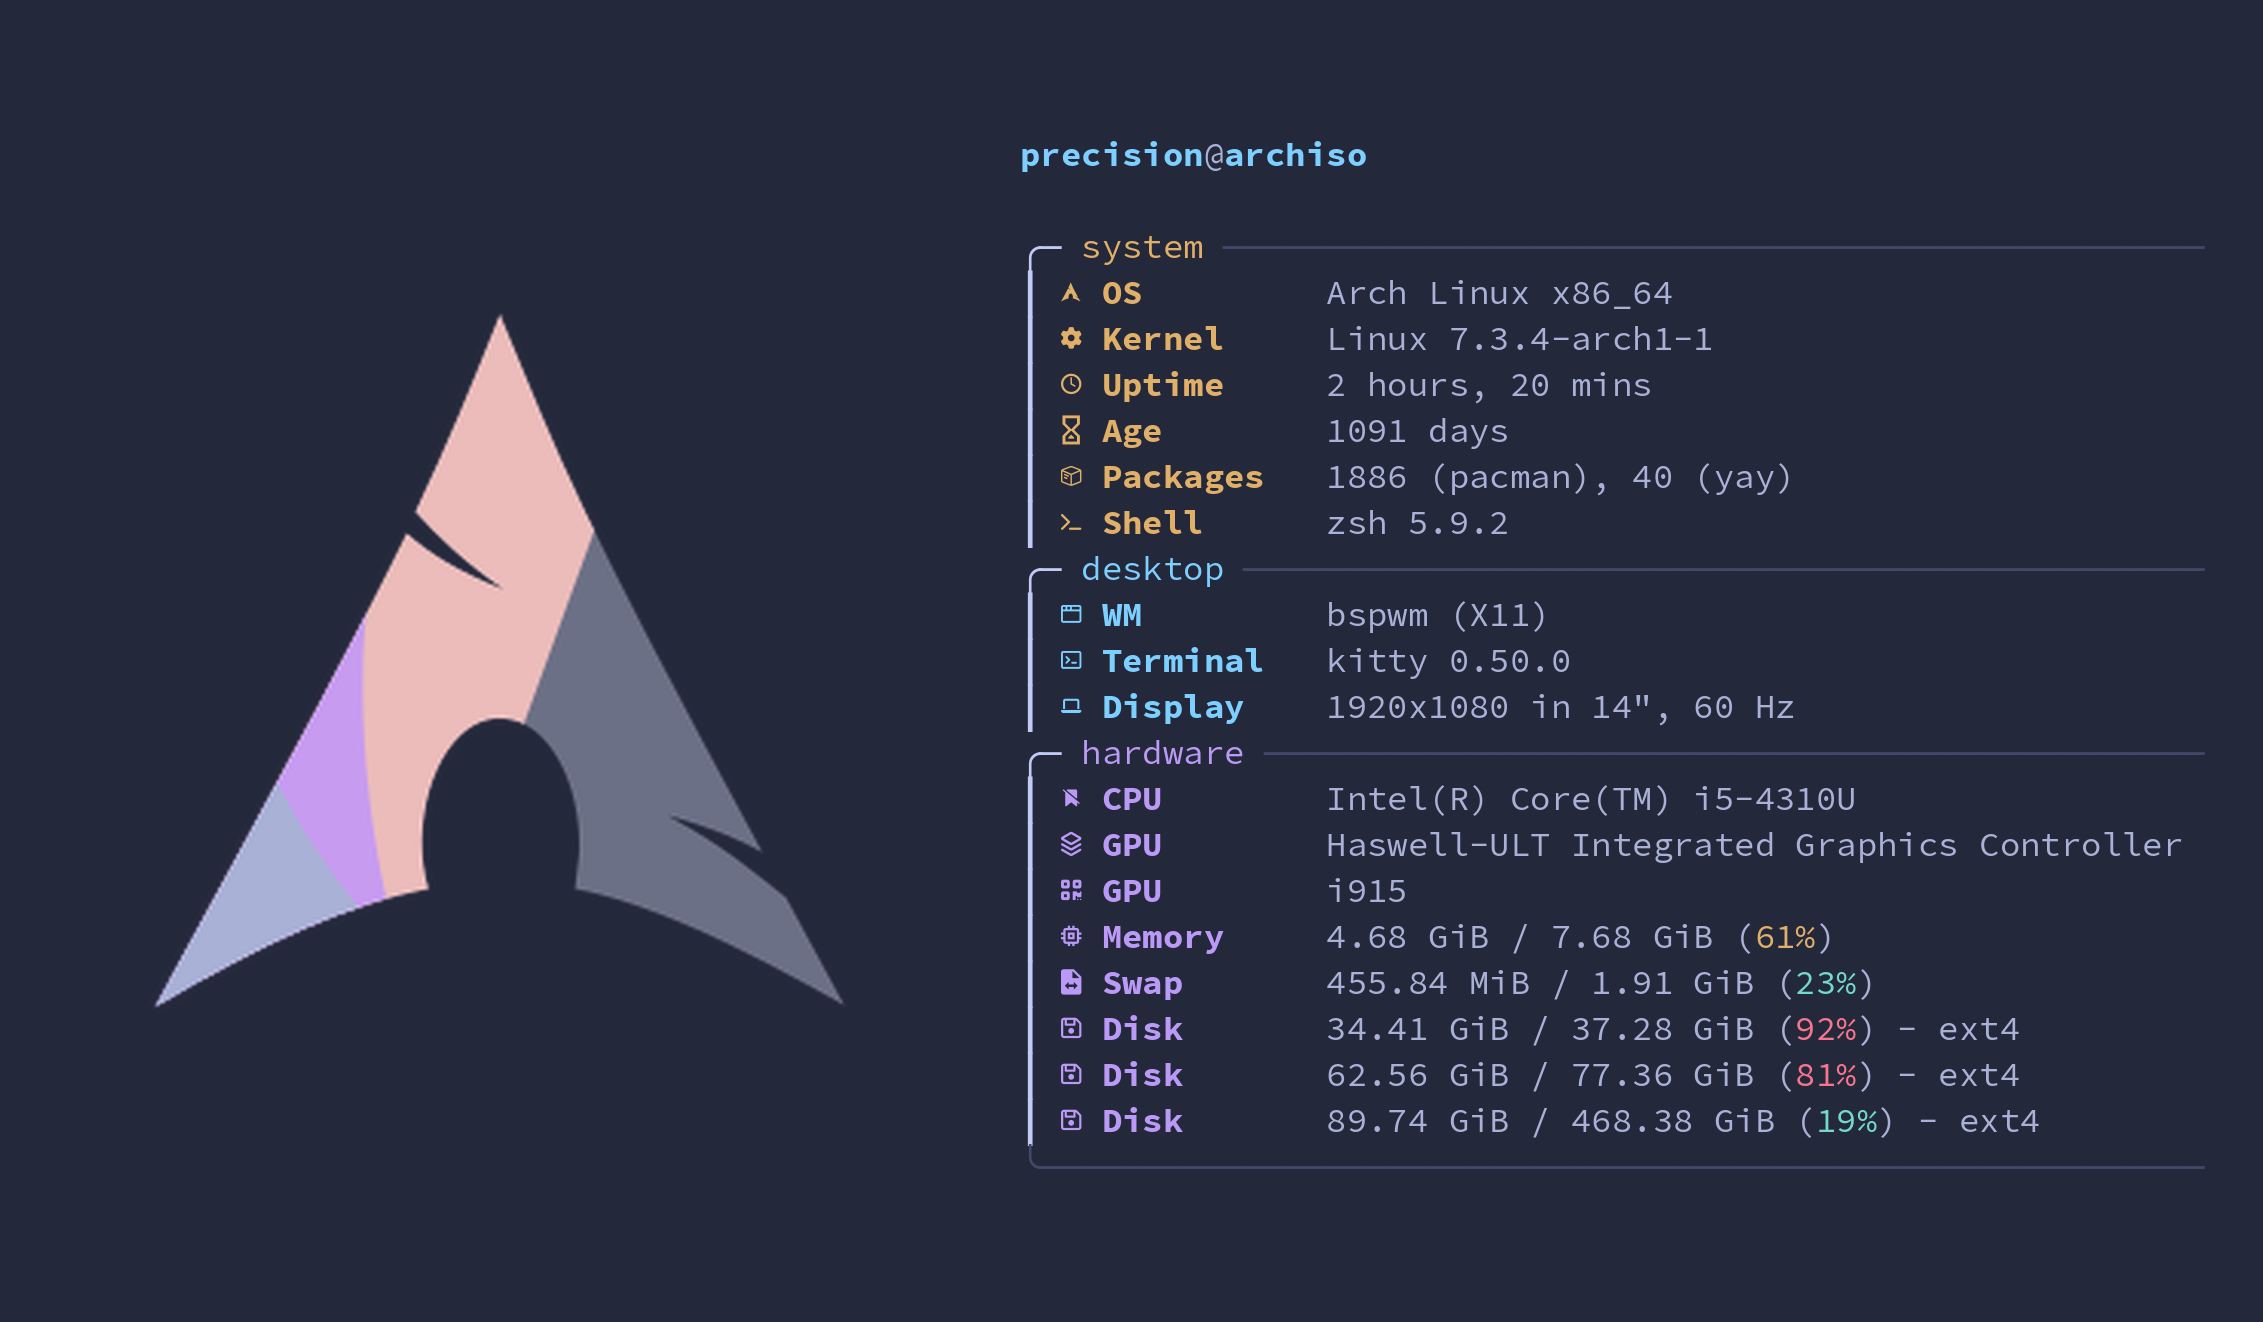 precision@archiso
system
OS Arch Linux x86_64
Kernel Linux 7.3.4-arch1-1
Uptime 2 hours, 20 mins
Age 1091 days
Packages 1886 (pacman), 40 (yay)
Shell zsh 5.9.2
desktop
WM bspwm (X11)
Terminal kitty 0.50.0
Display 1920x1080 in 14", 60 Hz
hardware
CPU Intel(R) Core(TM) i5-4310U
GPU Haswell-ULT Integrated Graphics Controller
GPU i915
Memory 4.68 GiB / 7.68 GiB (61%)
Swap 455.84 MiB / 1.91 GiB (23%)
Disk 34.41 GiB / 37.28 GiB (92%) - ext4
Disk 62.56 GiB / 77.36 GiB (81%) - ext4
Disk 89.74 GiB / 468.38 GiB (19%) - ext4